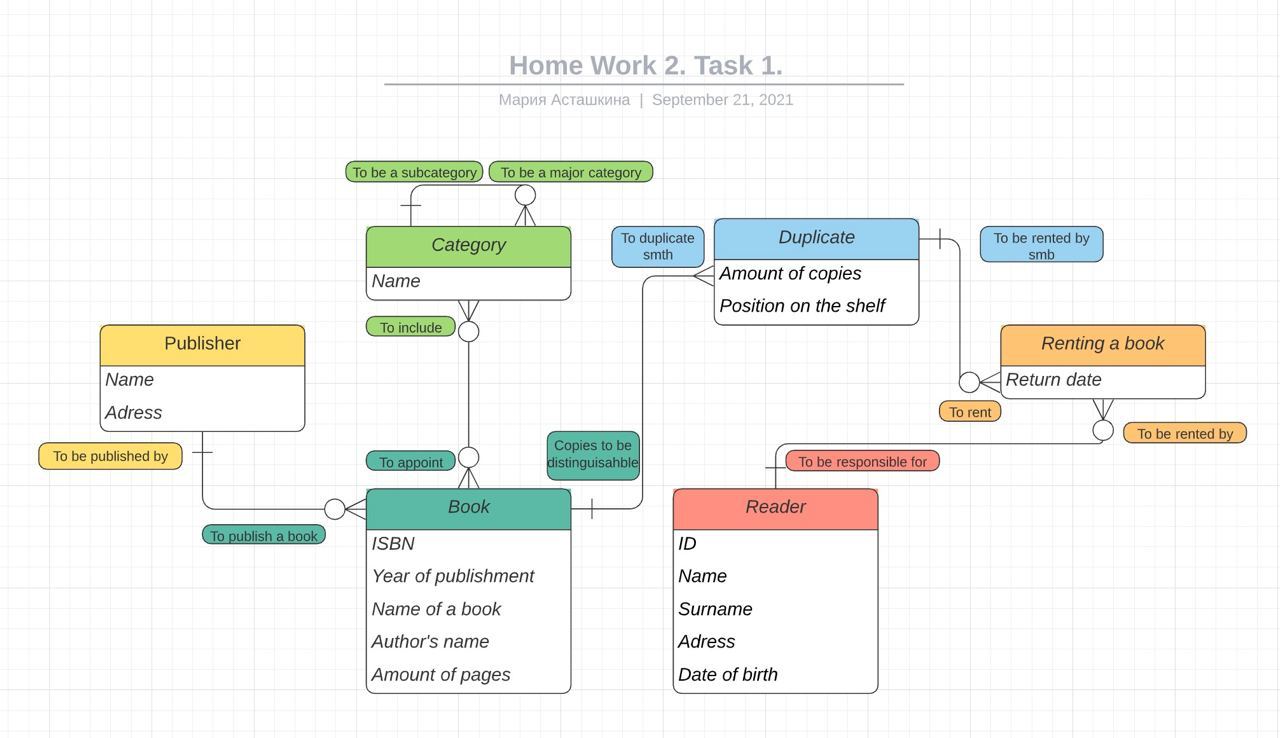 Home Work 2. Task 1.
Мария Асташкина | September 21, 2021
To be a subcategory
To be a major category
Category
Name
To include
To duplicate
smth
Duplicate
Amount of copies
Position on the shelf
To be rented by
smb
Publisher
Name
Adress
To be published by
To publish a book
Renting a book
Return date
To rent
To be rented by
To appoint
Copies to be
distinguisahble
To be responsible for
Book
ISBN
Year of publishment
Name of a book
Author's name
Amount of pages
Reader
ID
Name
Surname
Adress
Date of birth